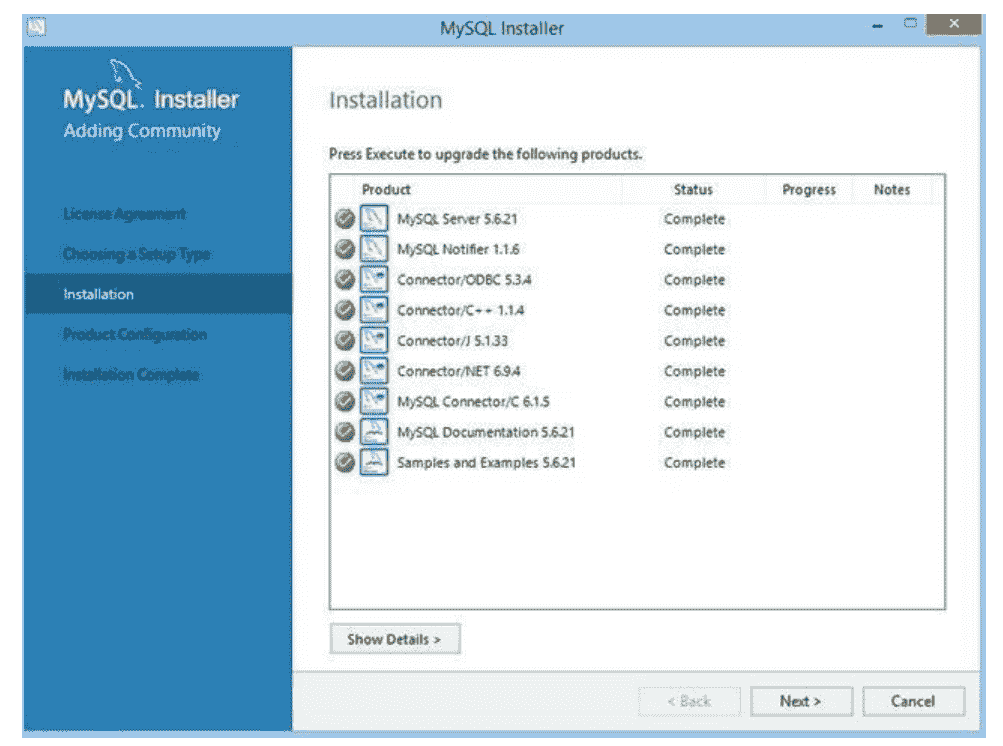 MySQL Installer
MySQL. Installer
Adding Community
License Agreement
Choosing a Setup Type
Installation
Product Configuration
Installation Complete
Installation
Press Execute to upgrade the following products.
Product Status Progress Notes
MySQL Server 5.6.21 Complete
MySQL Notifier 1.1.6 Complete
Connector/ODBC 5.3.4 Complete
Connector/C++ 1.1.4 Complete
Connector/J 5.1.33 Complete
Connector/NET 6.9.4 Complete
MySQL Connector/C 6.1.5 Complete
MySQL Documentation 5.6.21 Complete
Samples and Examples 5.6.21 Complete
Show Details >
< Back Next > Cancel